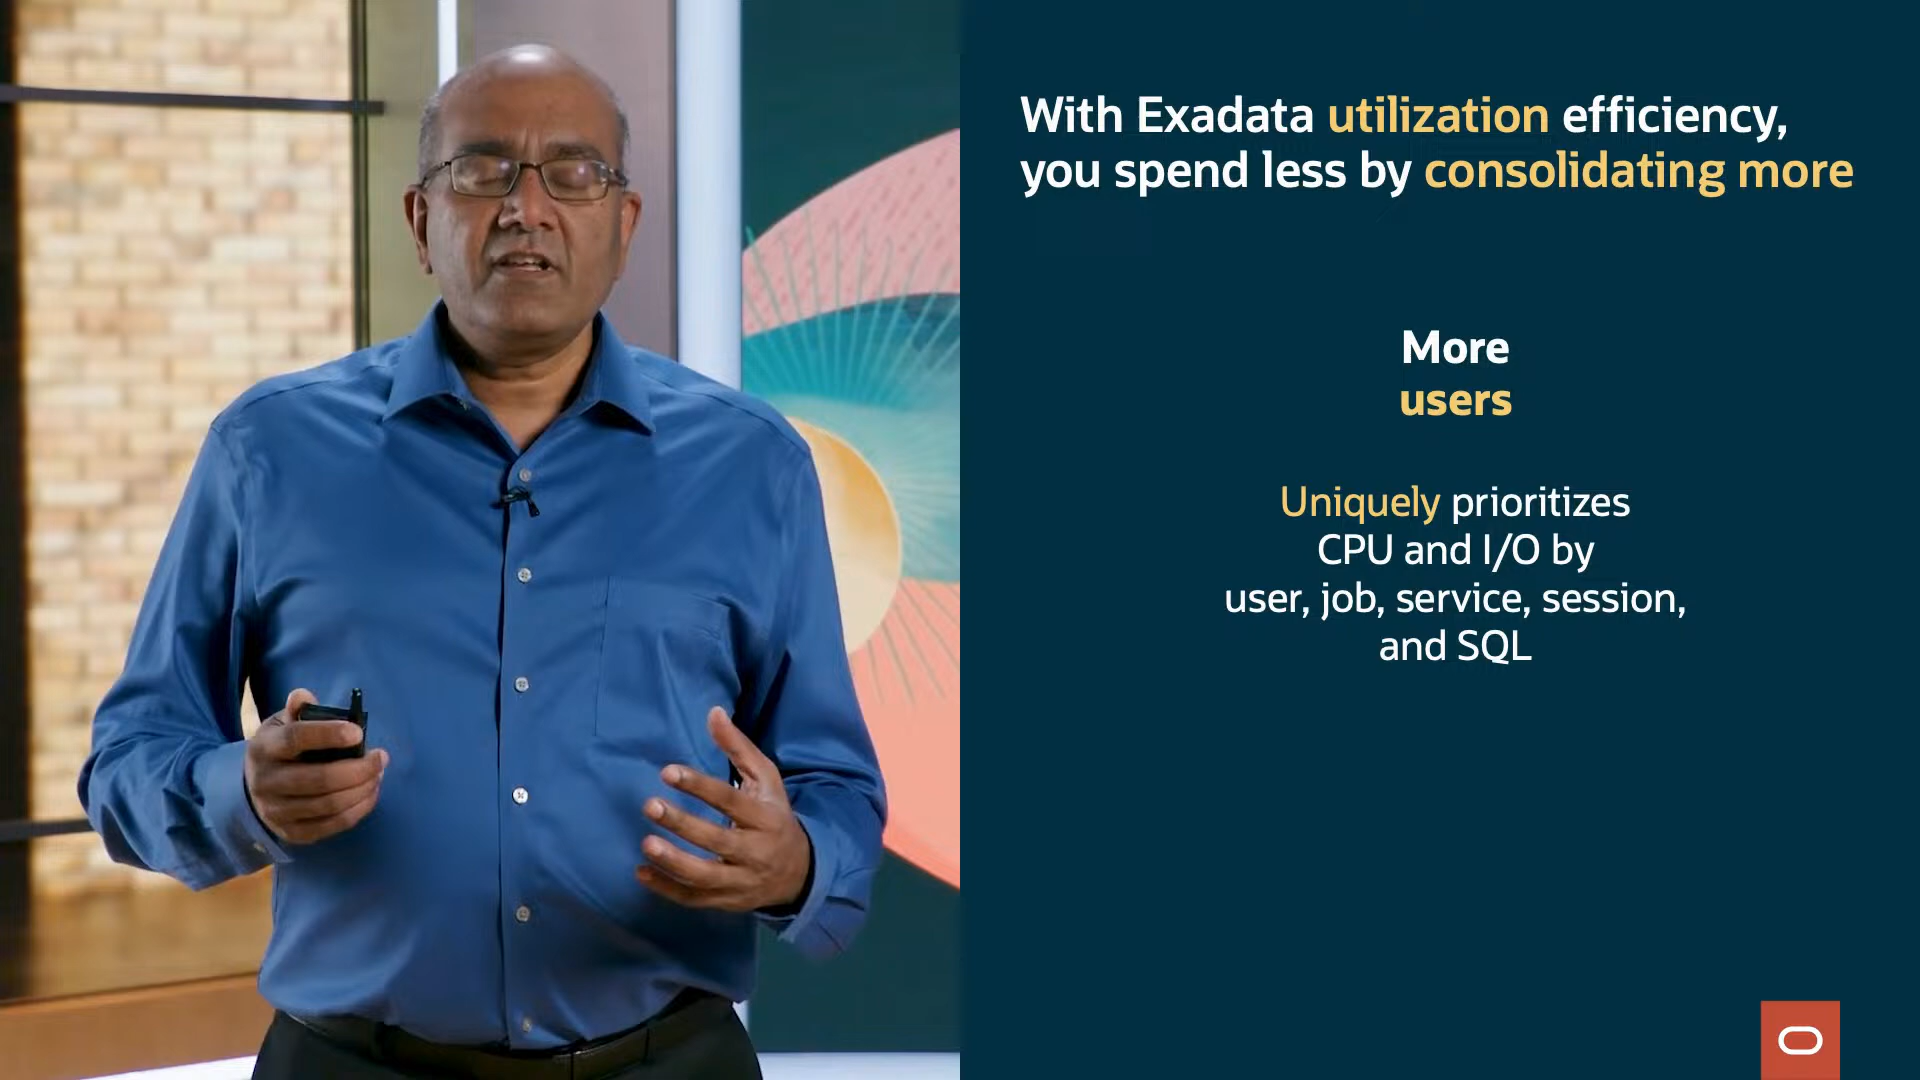 With Exadata utilization efficiency,
you spend less by consolidating more
More
users
Uniquely prioritizes
CPU and I/O by
user, job, service, session,
and SQL